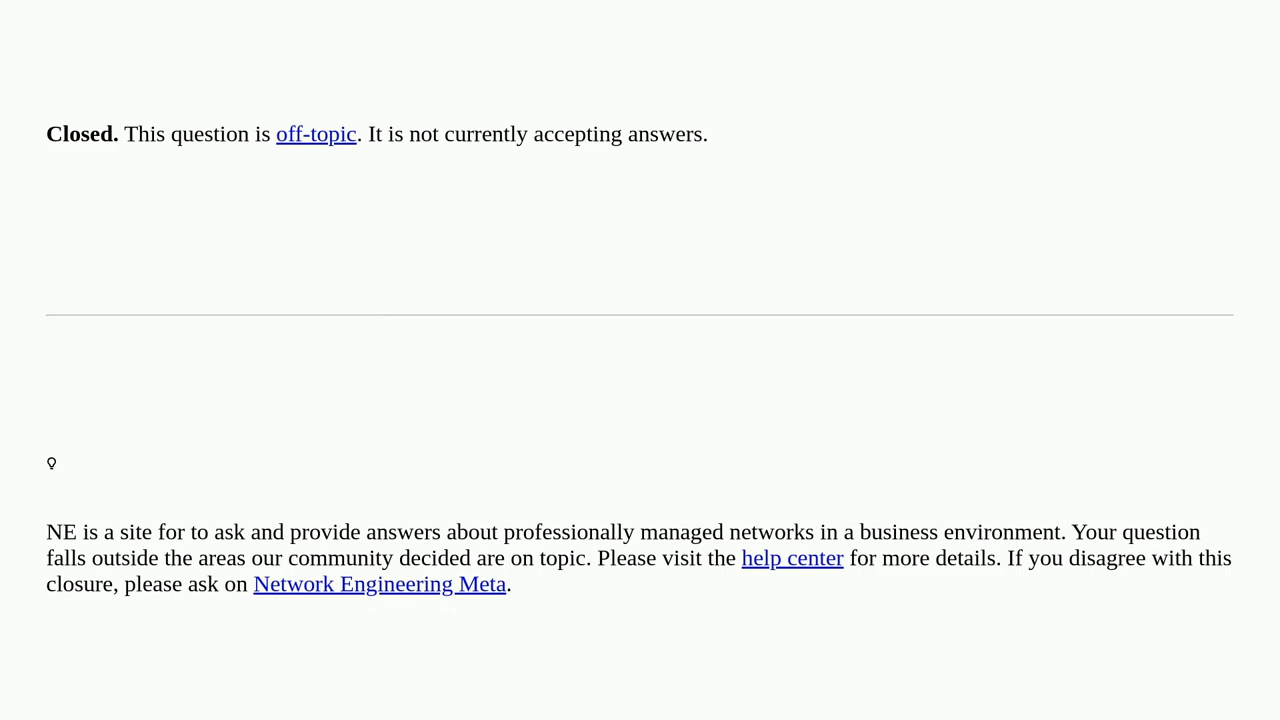 Closed. This question is off-topic. It is not currently accepting answers.
NE is a site for to ask and provide answers about professionally managed networks in a business environment. Your question
falls outside the areas our community decided are on topic. Please visit the help center for more details. If you disagree with this
closure, please ask on Network Engineering Meta.